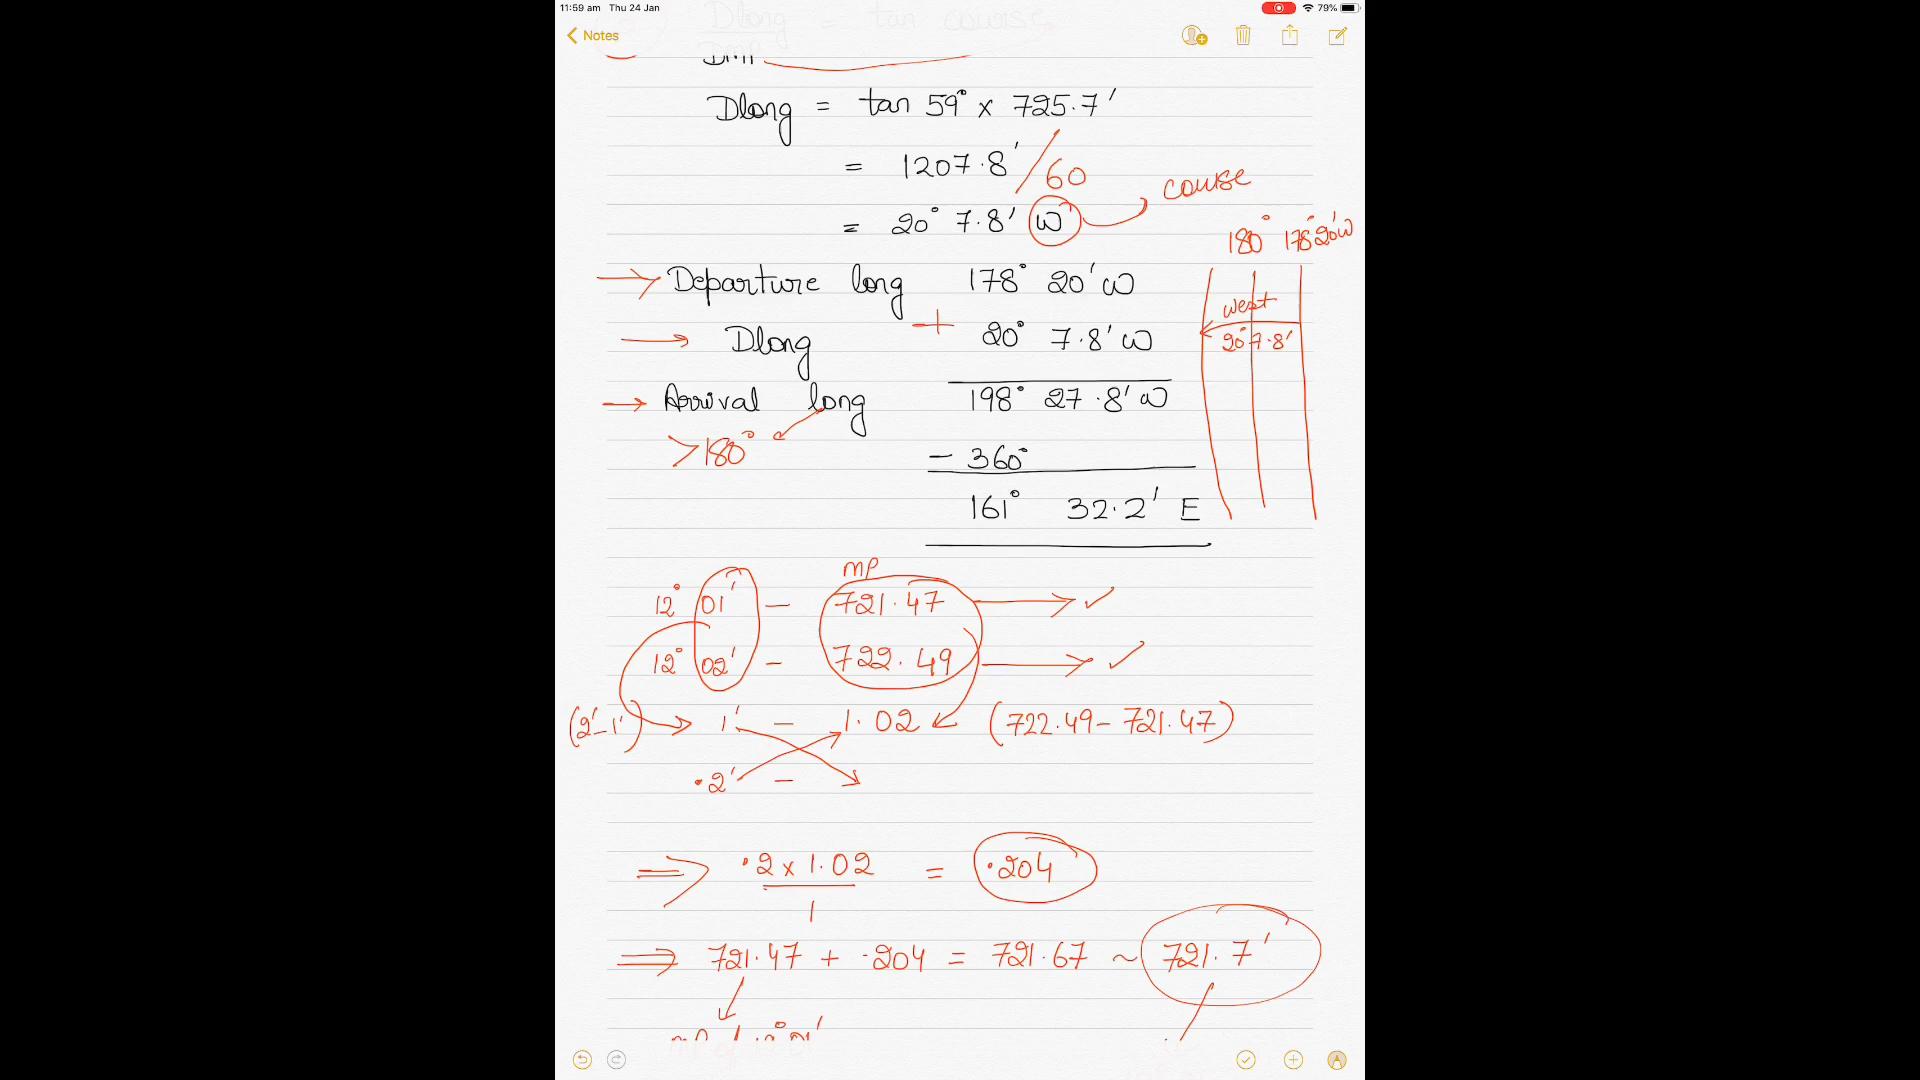 11:59 am Thu 24 Jan
79%
Notes
Dlong tan course
DMP
Dlong = tan 59° x 725.7'
= 1207.8' / 60
= 20° 7.8' W
course
180° 178° 20' W
Departure long 178° 20' W
west
+
Dlong 20° 7.8' W
20° 7.8'
Arrival long 198° 27.8' W
>180°
- 360°
161° 32.2' E
MP
12° 01' - 721.47 ✓
12° 02' - 722.49 ✓
(2'-1') 1' - 1.02 (722.49 - 721.47)
.2' -
⇒ .2 x 1.02 = .204
1
⇒ 721.47 + .204 = 721.67 ~ 721.7'